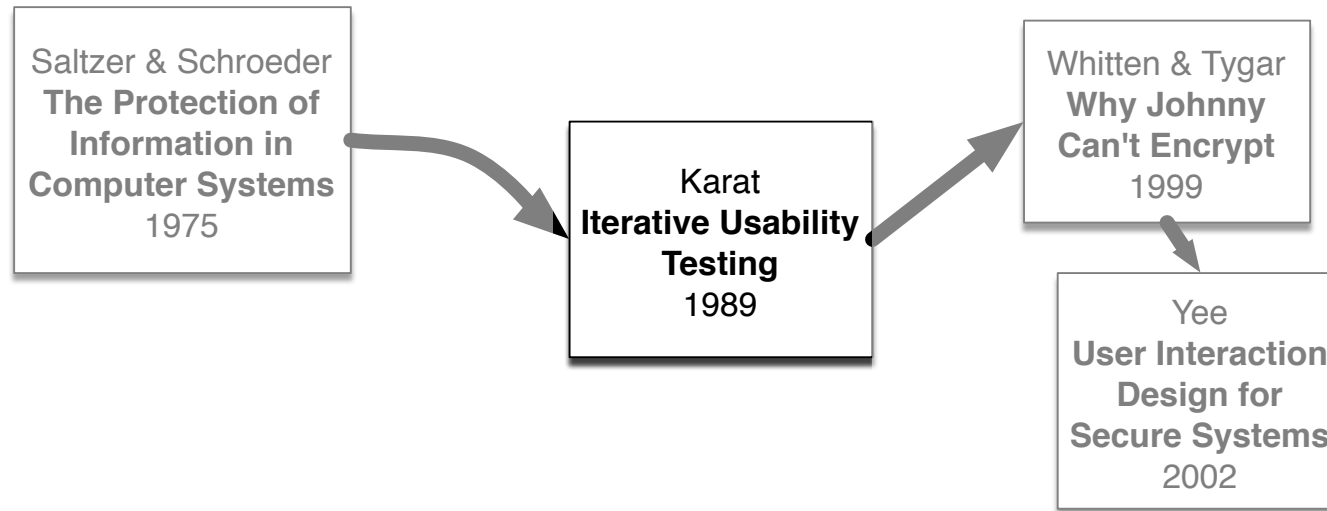 Saltzer & Schroeder
The Protection of
Information in
Computer Systems
1975
Karat
Iterative Usability
Testing
1989
Whitten & Tygar
Why Johnny
Can't Encrypt
1999
Yee
User Interaction
Design for
Secure Systems
2002